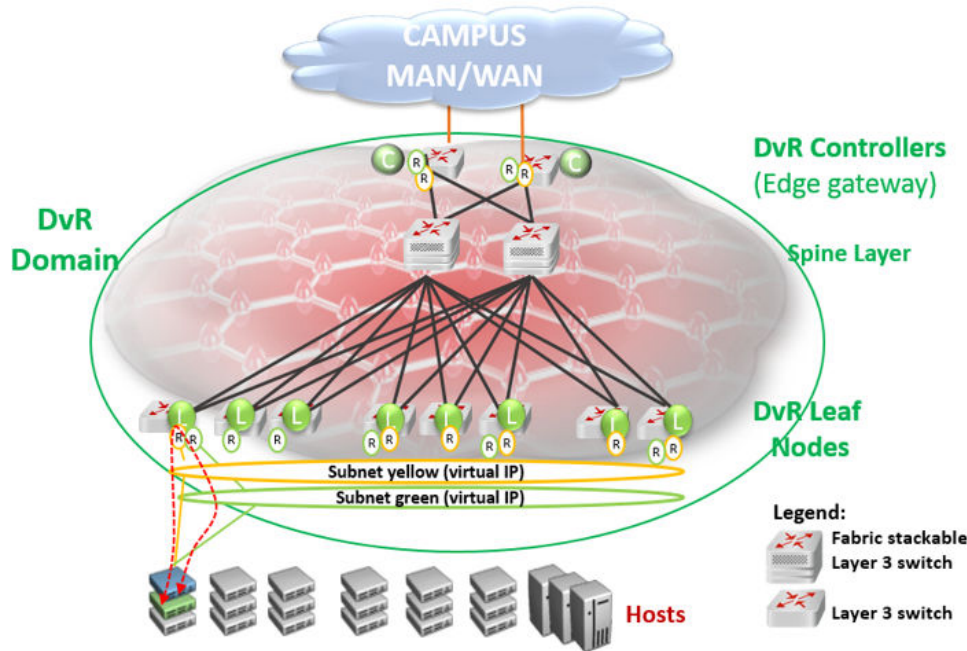 CAMPUS
MAN/WAN
C
R
R
R
R
C
DvR Controllers
(Edge gateway)
DvR
Domain
Spine Layer
L
L
L
L
L
L
L
L
R
R
R
R
R
R
R
R
R
R
R
R
DvR Leaf
Nodes
Subnet yellow (virtual IP)
Subnet green (virtual IP)
Legend:
Fabric stackable
Layer 3 switch
Layer 3 switch
Hosts